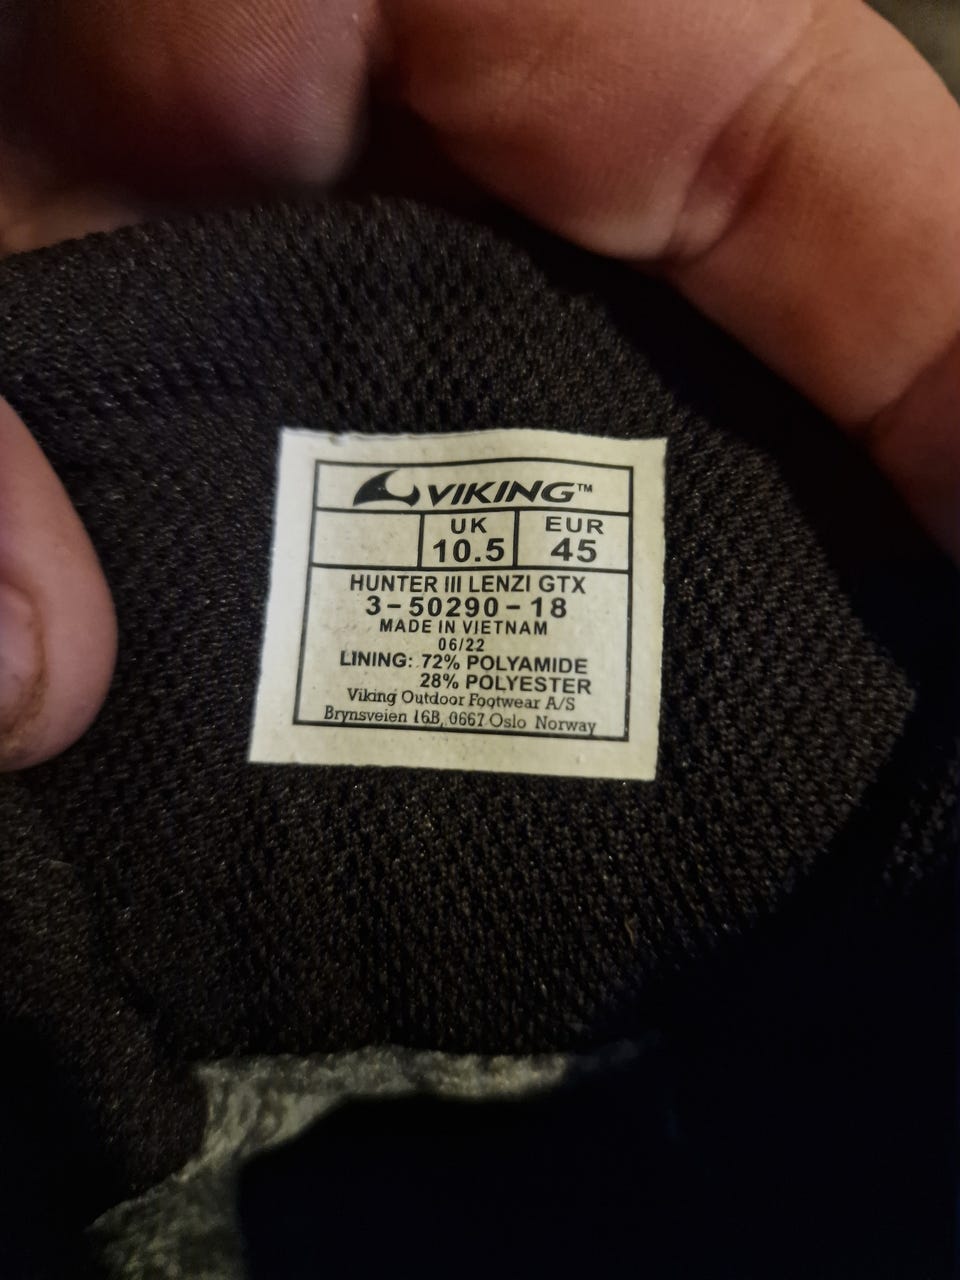 VIKING™
UK EUR
10.5 45
HUNTER III LENZI GTX
3-50290-18
MADE IN VIETNAM
06/22
LINING: 72% POLYAMIDE
28% POLYESTER
Viking Outdoor Footwear A/S
Brynsveien 16B, 0667 Oslo Norway